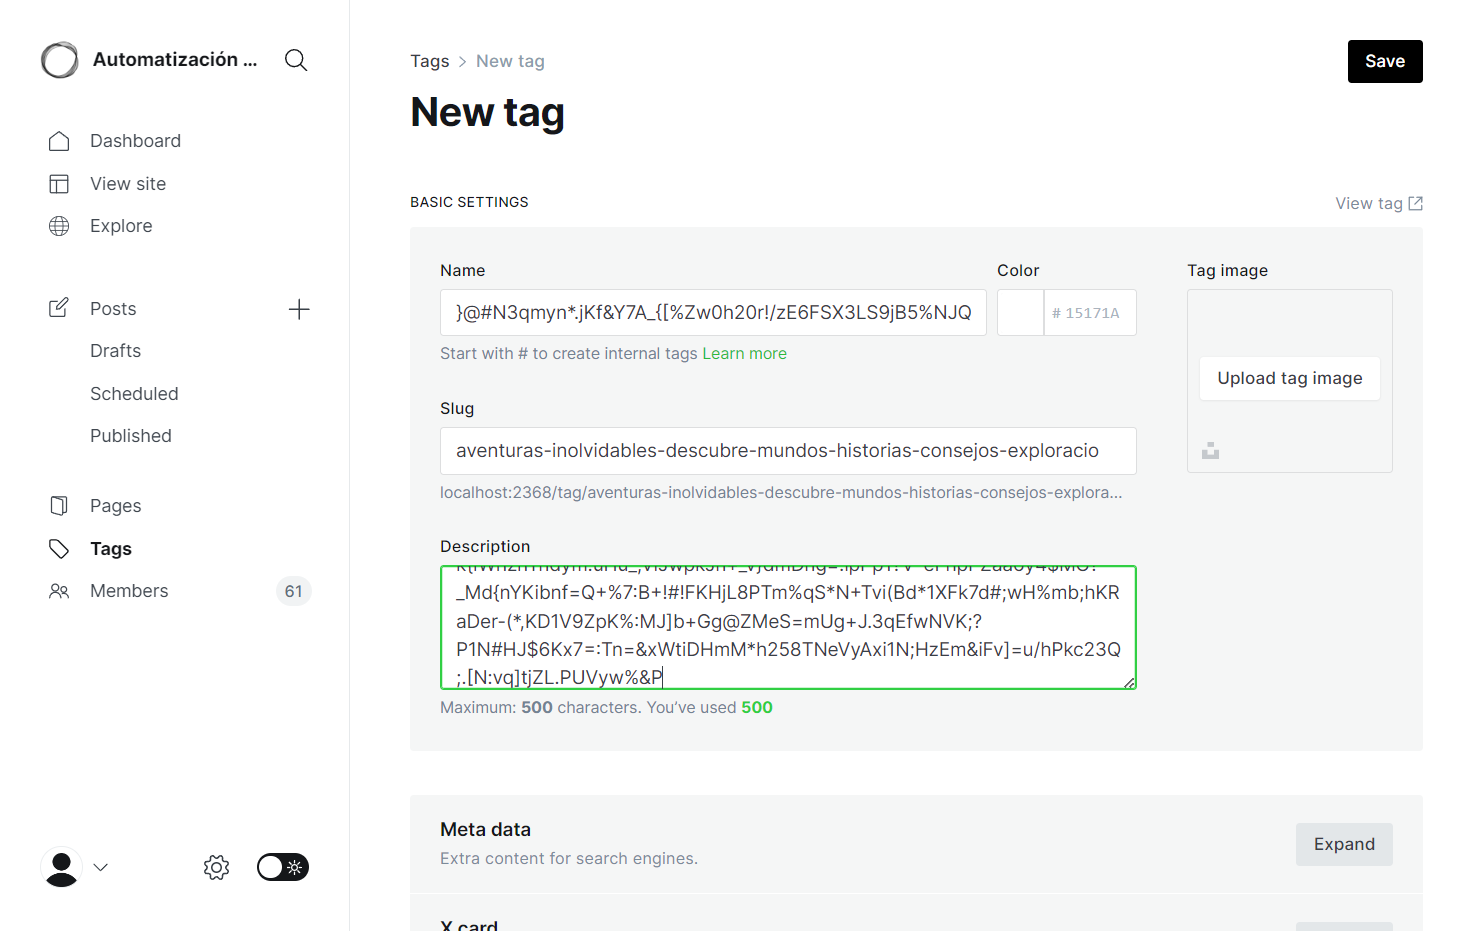 Automatización ...
Dashboard
View site
Explore
Posts
Drafts
Scheduled
Published
Pages
Tags
Members
61
Tags > New tag
Save
New tag
BASIC SETTINGS
View tag
Name
}@#N3qmyn*.jKf&Y7A_{[%Zw0h20r!/zE6FSX3LS9jB5%NJQ
Start with # to create internal tags Learn more
Color
# 15171A
Tag image
Upload tag image
Slug
aventuras-inolvidables-descubre-mundos-historias-consejos-exploracio
localhost:2368/tag/aventuras-inolvidables-descubre-mundos-historias-consejos-explora...
Description
_Md{nYKibnf=Q+%7:B+!#!FKHjL8PTm%qS*N+Tvi(Bd*1XFk7d#;wH%mb;hKR
aDer-(*,KD1V9ZpK%:MJ]b+Gg@ZMeS=mUg+J.3qEfwNVK;?
P1N#HJ$6Kx7=:Tn=&xWtiDHmM*h258TNeVyAxi1N;HzEm&iFv]=u/hPkc23Q
;.[N:vq]tjZL.PUVyw%&P
Maximum: 500 characters. You've used 500
Meta data
Extra content for search engines.
Expand
X card